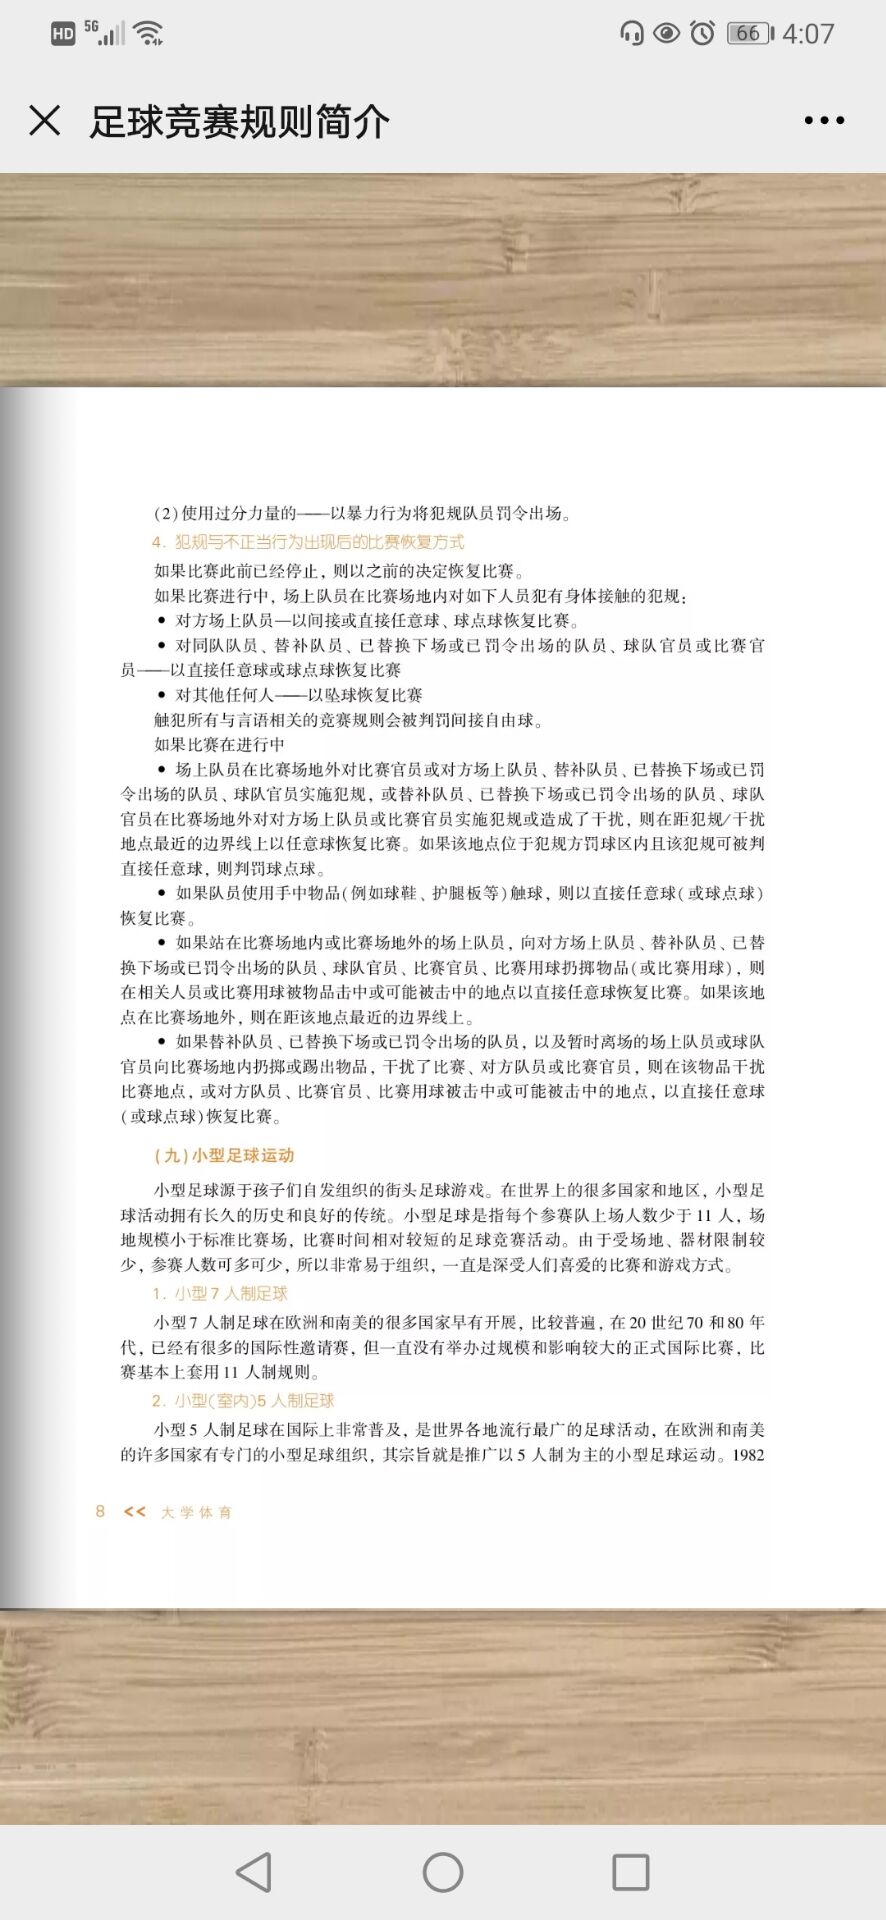 HD 5G 66 4:07
足球竞赛规则简介
(2)使用过分力量的——以暴力行为将犯规队员罚令出场。
4. 犯规与不正当行为出现后的比赛恢复方式
如果比赛此前已经停止，则以之前的决定恢复比赛。
如果比赛进行中，场上队员在比赛场地内对如下人员犯有身体接触的犯规：
• 对方场上队员—以间接或直接任意球、球点球恢复比赛。
• 对同队队员、替补队员、已替换下场或已罚令出场的队员、球队官员或比赛官
员——以直接任意球或球点球恢复比赛
• 对其他任何人——以坠球恢复比赛
触犯所有与言语相关的竞赛规则会被判罚间接自由球。
如果比赛在进行中
• 场上队员在比赛场地外对比赛官员或对方场上队员、替补队员、已替换下场或已罚
令出场的队员、球队官员实施犯规，或替补队员、已替换下场或已罚令出场的队员、球队
官员在比赛场地外对对方场上队员或比赛官员实施犯规或造成了干扰，则在距犯规/干扰
地点最近的边界线上以任意球恢复比赛。如果该地点位于犯规方罚球区内且该犯规可被判
直接任意球，则判罚球点球。
• 如果队员使用手中物品(例如球鞋、护腿板等)触球，则以直接任意球(或球点球)
恢复比赛。
• 如果站在比赛场地内或比赛场地外的场上队员，向对方场上队员、替补队员、已替
换下场或已罚令出场的队员、球队官员、比赛官员、比赛用球扔掷物品(或比赛用球)，则
在相关人员或比赛用球被物品击中或可能被击中的地点以直接任意球恢复比赛。如果该地
点在比赛场地外，则在距该地点最近的边界线上。
• 如果替补队员、已替换下场或已罚令出场的队员，以及暂时离场的场上队员或球队
官员向比赛场地内扔掷或踢出物品，干扰了比赛、对方队员或比赛官员，则在该物品干扰
比赛地点，或对方队员、比赛官员、比赛用球被击中或可能被击中的地点，以直接任意球
(或球点球)恢复比赛。
(九)小型足球运动
小型足球源于孩子们自发组织的街头足球游戏。在世界上的很多国家和地区，小型足
球活动拥有长久的历史和良好的传统。小型足球是指每个参赛队上场人数少于 11 人，场
地规模小于标准比赛场，比赛时间相对较短的足球竞赛活动。由于受场地、器材限制较
少，参赛人数可多可少，所以非常易于组织，一直是深受人们喜爱的比赛和游戏方式。
1. 小型 7 人制足球
小型 7 人制足球在欧洲和南美的很多国家早有开展，比较普遍，在 20 世纪 70 和 80 年
代，已经有很多的国际性邀请赛，但一直没有举办过规模和影响较大的正式国际比赛，比
赛基本上套用 11 人制规则。
2. 小型(室内)5 人制足球
小型 5 人制足球在国际上非常普及，是世界各地流行最广的足球活动，在欧洲和南美
的许多国家有专门的小型足球组织，其宗旨就是推广以 5 人制为主的小型足球运动。1982
8 << 大学体育